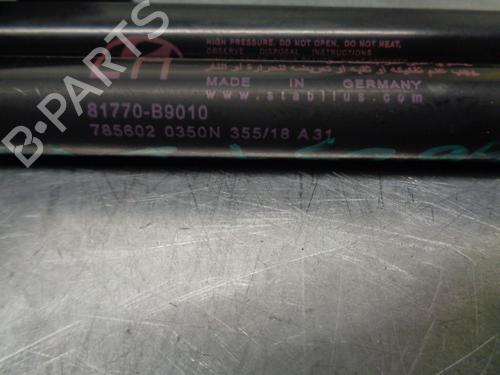 HIGH PRESSURE. DO NOT OPEN. DO NOT HEAT.
OBSERVE DISPOSAL INSTRUCTIONS
MADE IN GERMANY
www.stabilus.com
81770-B9010
785602 0350N 355/18 A31
B-PARTS